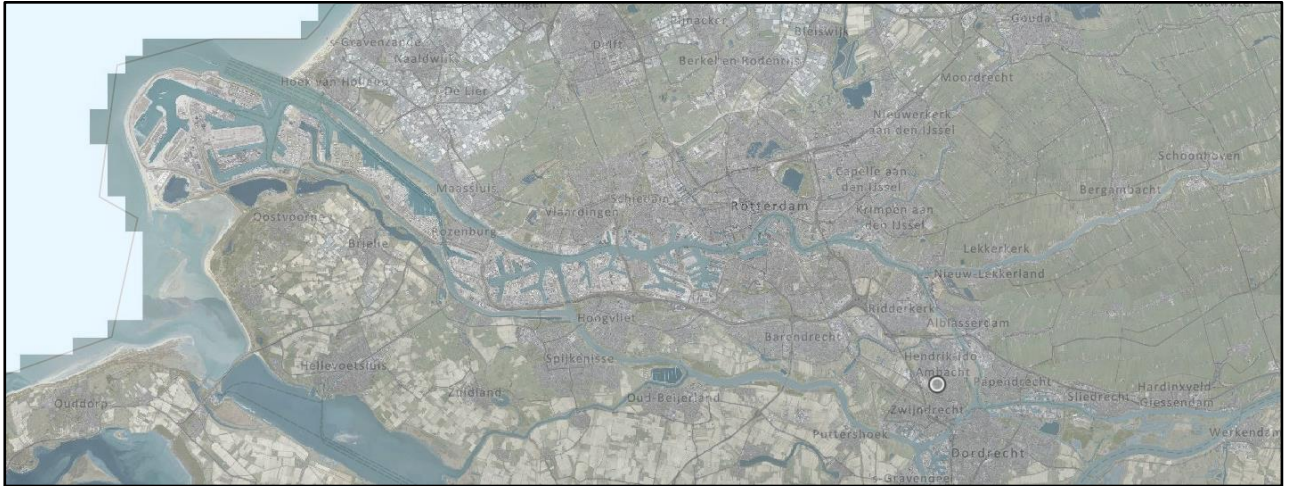 Pijnacker
Gouda
Bleiswijk
's-Gravenzande
Delft
Naaldwijk
Berkel en Rodenrijs
Hoek van Holland
Moordrecht
De Lier
Nieuwerkerk
aan den IJssel
Schoonhoven
Capelle aan
den IJssel
Maassluis
Bergambacht
Schiedam
Rotterdam
Vlaardingen
Oostvoorne
Krimpen aan
den IJssel
Rozenburg
Brielle
Lekkerkerk
Nieuw-Lekkerland
Ridderkerk
Hoogvliet
Alblasserdam
Barendrecht
Spijkenisse
Hendrik-Ido
Ambacht
Hellevoetsluis
Papendrecht
Hardinxveld
Giessendam
Zuidland
Oud-Beijerland
Sliedrecht
Ouddorp
Zwijndrecht
Puttershoek
Werkendam
Dordrecht
's-Gravendeel